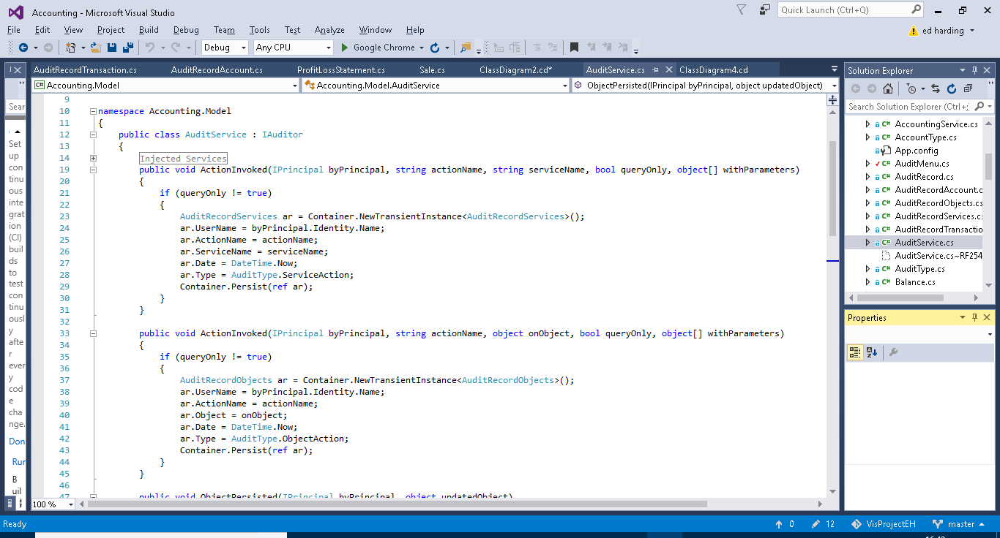 Accounting - Microsoft Visual Studio
Quick Launch (Ctrl+Q)
File Edit View Project Build Debug Team Tools Test Analyze Window Help
ed harding
Debug Any CPU Google Chrome
AuditRecordTransaction.cs AuditRecordAccount.cs ProfitLossStatement.cs Sale.cs ClassDiagram2.cd* AuditService.cs ClassDiagram4.cd
Accounting.Model Accounting.Model.AuditService ObjectPersisted(IPrincipal byPrincipal, object updatedObject)
Sear
Set
up
con
tinu
ous
inte
grat
ion
(CI)
buil
ds
to
test
con
tinu
ousl
y
afte
r
ever
y
cod
e
cha
nge.
Don
Rur
B
uil
9
10 namespace Accounting.Model
11 {
12 public class AuditService : IAuditor
13 {
14 Injected Services
19 public void ActionInvoked(IPrincipal byPrincipal, string actionName, string serviceName, bool queryOnly, object[] withParameters)
20 {
21 if (queryOnly != true)
22 {
23 AuditRecordServices ar = Container.NewTransientInstance<AuditRecordServices>();
24 ar.UserName = byPrincipal.Identity.Name;
25 ar.ActionName = actionName;
26 ar.ServiceName = serviceName;
27 ar.Date = DateTime.Now;
28 ar.Type = AuditType.ServiceAction;
29 Container.Persist(ref ar);
30 }
31 }
32
33 public void ActionInvoked(IPrincipal byPrincipal, string actionName, object onObject, bool queryOnly, object[] withParameters)
34 {
35 if (queryOnly != true)
36 {
37 AuditRecordObjects ar = Container.NewTransientInstance<AuditRecordObjects>();
38 ar.UserName = byPrincipal.Identity.Name;
39 ar.ActionName = actionName;
40 ar.Object = onObject;
41 ar.Date = DateTime.Now;
42 ar.Type = AuditType.ObjectAction;
43 Container.Persist(ref ar);
44 }
45 }
46
47 public void ObjectPersisted(IPrincipal byPrincipal, object updatedObject)
100 %
Solution Explorer
Search Solution Explorer (Ctrl+;)
C# AccountingService.cs
C# AccountType.cs
App.config
C# AuditMenu.cs
C# AuditRecord.cs
C# AuditRecordAccount.c
C# AuditRecordObjects.cs
C# AuditRecordServices.cs
C# AuditRecordTransactio
C# AuditService.cs
AuditService.cs~RF254
C# AuditType.cs
C# Balance.cs
Properties
Ready 0 12 VisProjectEH master